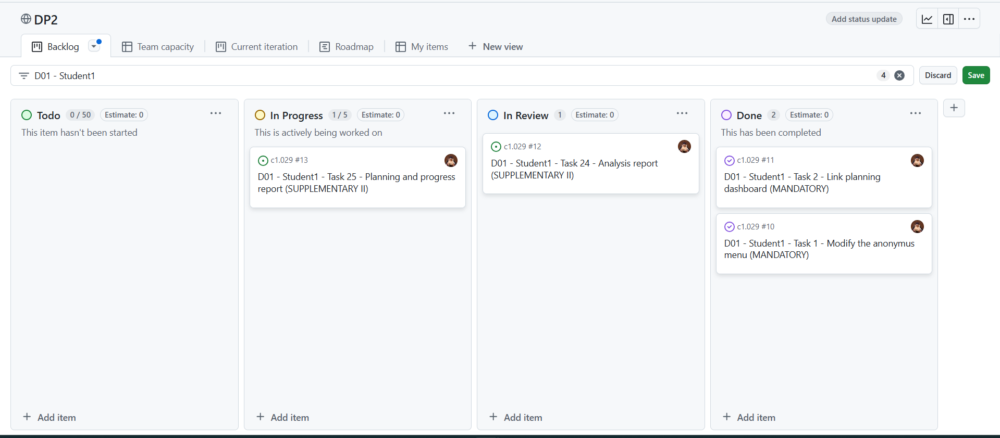 DP2
Add status update
Backlog
Team capacity
Current iteration
Roadmap
My items
New view
D01 - Student1
4
Discard
Save
Todo 0 / 50 Estimate: 0
This item hasn't been started
Add item
In Progress 1 / 5 Estimate: 0
This is actively being worked on
c1.029 #13
D01 - Student1 - Task 25 - Planning and progress
report (SUPPLEMENTARY II)
Add item
In Review 1 Estimate: 0
c1.029 #12
D01 - Student1 - Task 24 - Analysis report
(SUPPLEMENTARY II)
Add item
Done 2 Estimate: 0
This has been completed
c1.029 #11
D01 - Student1 - Task 2 - Link planning
dashboard (MANDATORY)
c1.029 #10
D01 - Student1 - Task 1 - Modify the anonymus
menu (MANDATORY)
Add item